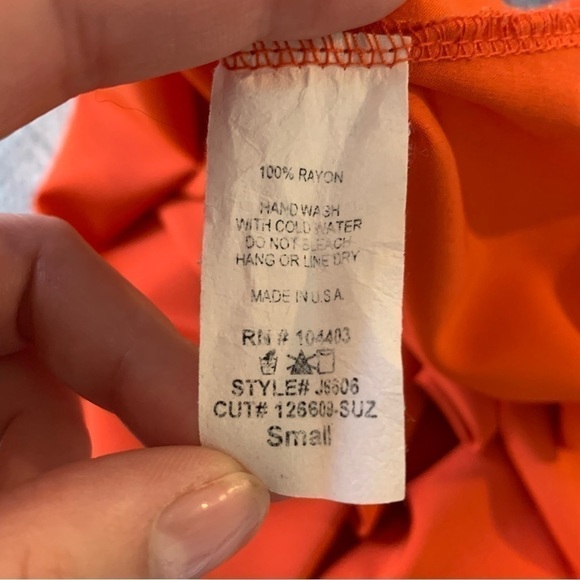 100% RAYON
HAND WASH
WITH COLD WATER
DO NOT BLEACH
HANG OR LINE DRY
MADE IN U.S.A.
RN # 104403
STYLE# J6606
CUT# 126609-SUZ
Small